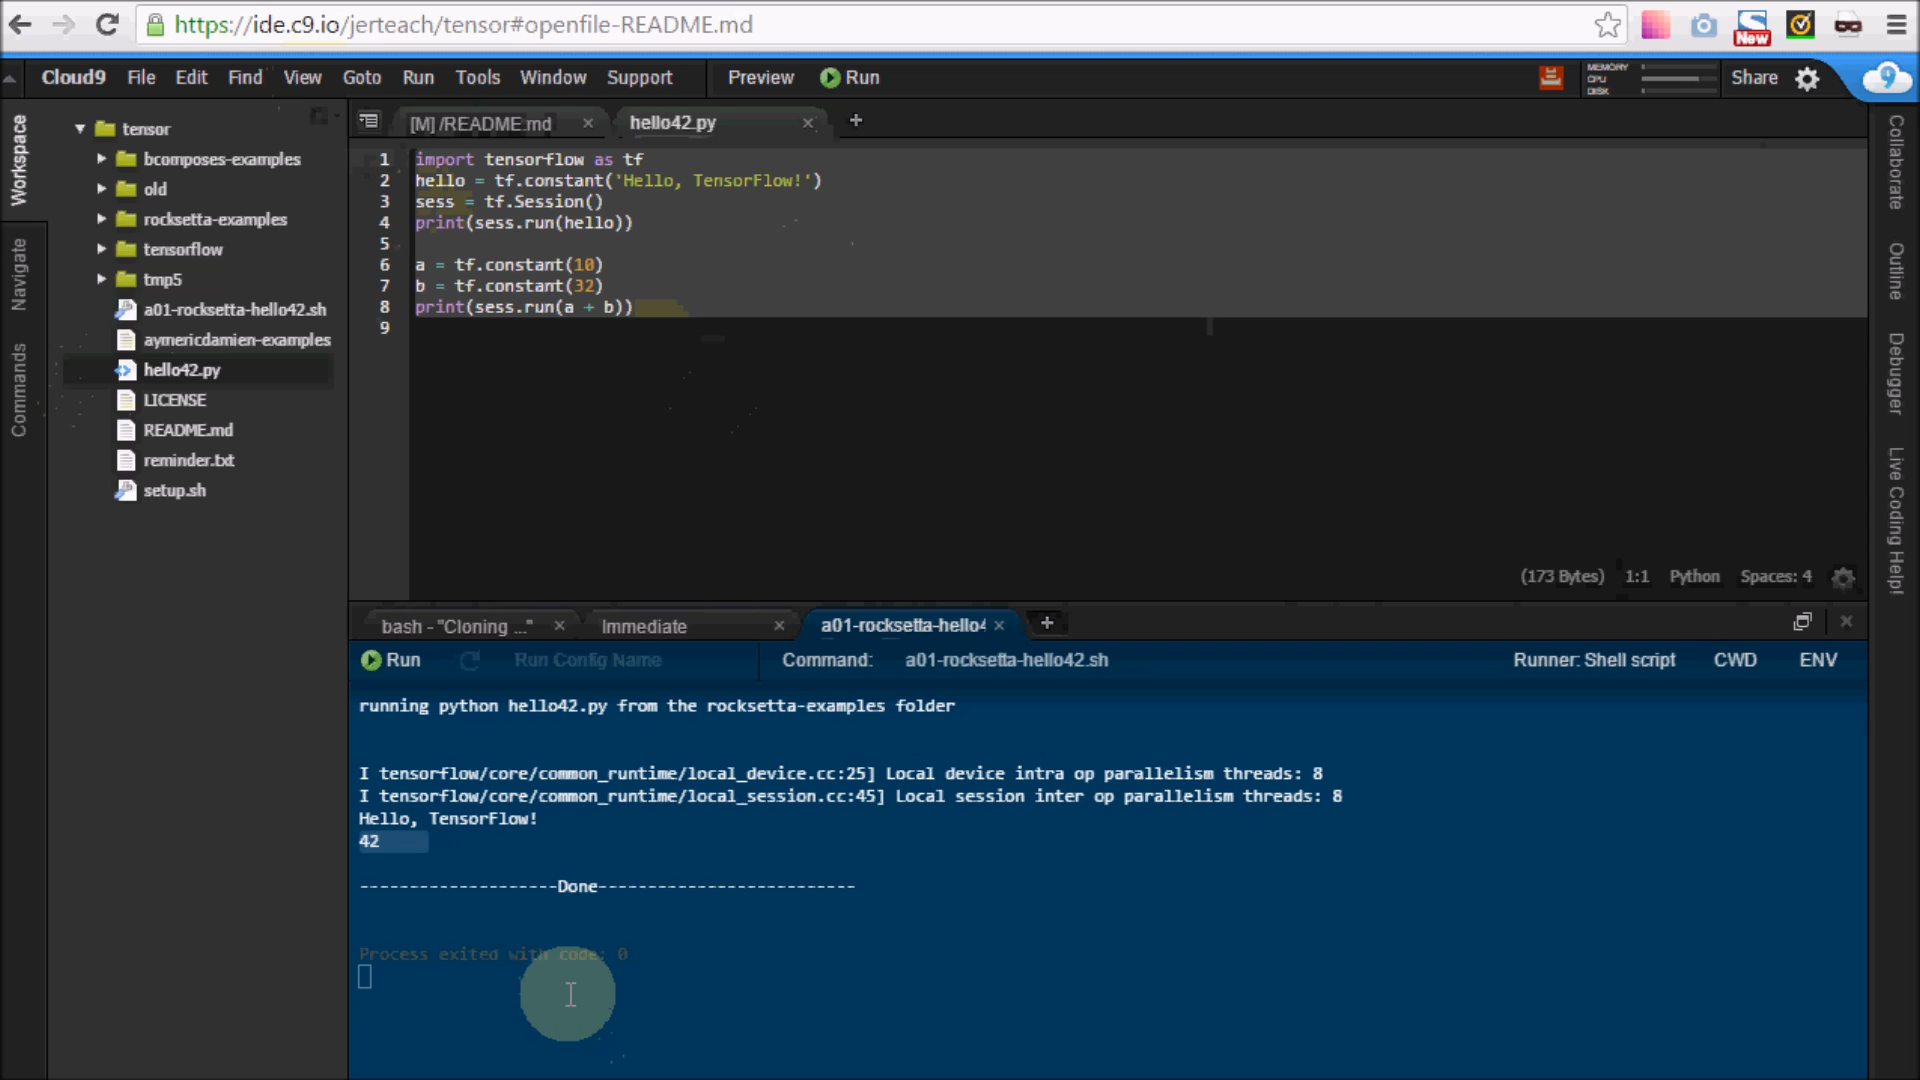 https://ide.c9.io/jerteach/tensor#openfile-README.md
New
Cloud9 File Edit Find View Goto Run Tools Window Support Preview Run
MEMORY
CPU
DISK
Share
9
Workspace
Navigate
Commands
tensor
bcomposes-examples
old
rocksetta-examples
tensorflow
tmp5
a01-rocksetta-hello42.sh
aymericdamien-examples
hello42.py
LICENSE
README.md
reminder.txt
setup.sh
[M] /README.md × hello42.py ×
1 import tensorflow as tf
2 hello = tf.constant('Hello, TensorFlow!')
3 sess = tf.Session()
4 print(sess.run(hello))
5
6 a = tf.constant(10)
7 b = tf.constant(32)
8 print(sess.run(a + b))
9
(173 Bytes) 1:1 Python Spaces: 4
Collaborate
Outline
Debugger
Live Coding Help!
bash - "Cloning ..." × Immediate × a01-rocksetta-hello4 ×
Run Run Config Name Command: a01-rocksetta-hello42.sh Runner: Shell script CWD ENV
running python hello42.py from the rocksetta-examples folder
I tensorflow/core/common_runtime/local_device.cc:25] Local device intra op parallelism threads: 8
I tensorflow/core/common_runtime/local_session.cc:45] Local session inter op parallelism threads: 8
Hello, TensorFlow!
42
--------------------Done--------------------------
Process exited with code: 0